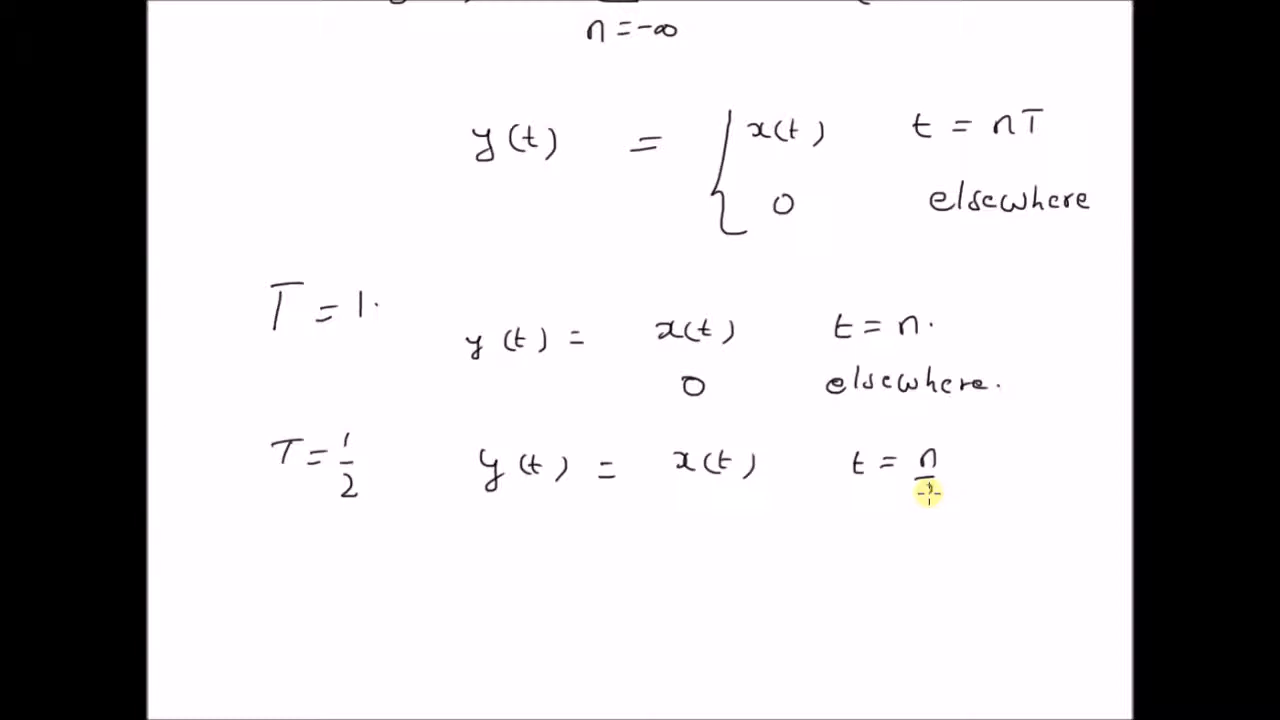 n = -∞
y(t) = { x(t) t = nT
0 elsewhere
T = 1.
y(t) = x(t) t = n.
0 elsewhere.
T = 1/2 y(t) = x(t) t = n/